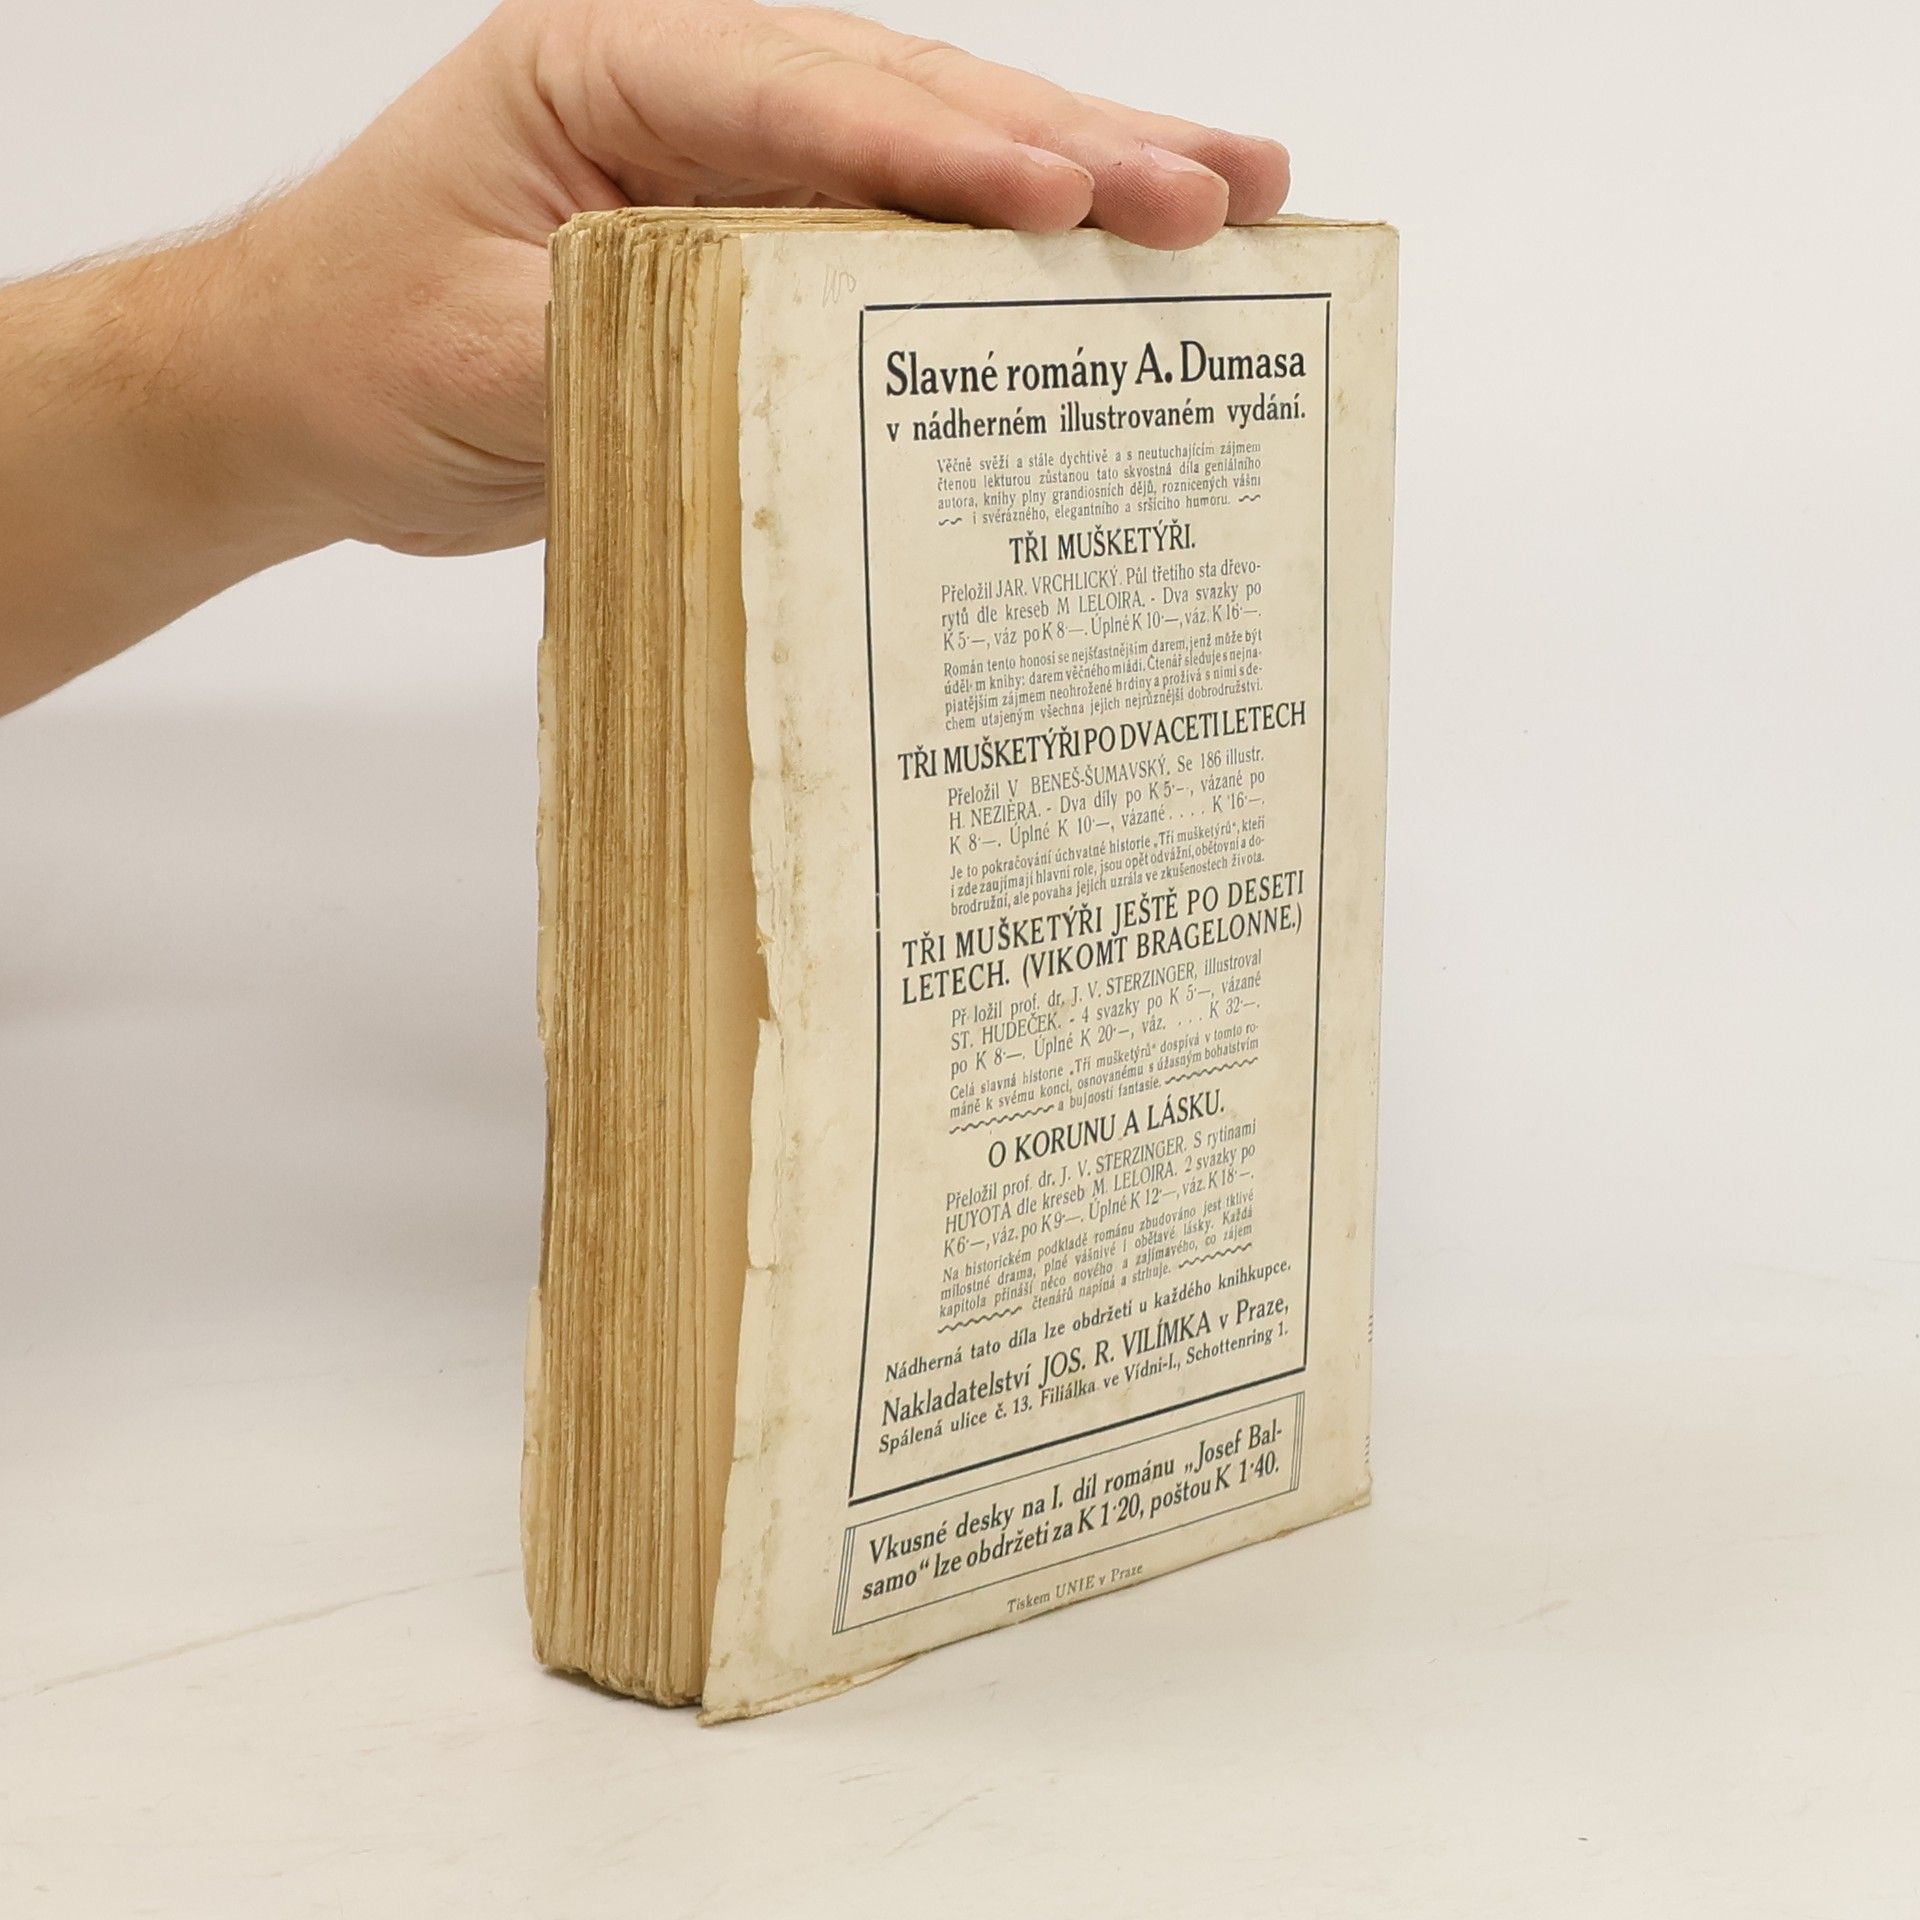 Slavné romány A. Dumasa
v nádherném illustrovaném vydání.
Věčně svěží a stále dychtivě a s neutuchajícím zájmem
čtenou lekturou zůstanou tato skvostná díla geniálního
autora, knihy plny grandiosních dějů, roznícených vášní
i svérázného, elegantního a sršícího humoru.
TŘI MUŠKETÝŘI.
Přeložil JAR. VRCHLICKÝ. Půl třetího sta dřevo-
rytů dle kreseb M LELOIRA. - Dva svazky po
K 5·—, váz po K 8·—. Úplné K 10·—, váz. K 16·—.
Román tento honosí se nejšťastnějším darem, jenž může být
úděl m knihy: darem věčného mládí. Čtenář sleduje s nejna-
pjatějším zájmem neohrožené hrdiny a prožívá s nimi s de-
chem utajeným všechna jejich nejrůznější dobrodružství.
TŘI MUŠKETÝŘI PO DVACETI LETECH
Přeložil V BENEŠ-ŠUMAVSKÝ. Se 186 illustr.
H. NEZIÈRA. - Dva díly po K 5·—, vázané po
K 8·—. Úplné K 10·—, vázané . . . . K 16·—.
Je to pokračování úchvatné historie „Tří mušketýrů“, kteří
i zde zaujímají hlavní role, jsou opět odvážní, obětovní a do-
brodružní, ale povaha jejich uzrála ve zkušenostech života.
TŘI MUŠKETÝŘI JEŠTĚ PO DESETI
LETECH. (VIKOMT BRAGELONNE.)
Př ložil prof. dr. J. V. STERZINGER, illustroval
ST. HUDEČEK. - 4 svazky po K 5·—, vázané
po K 8·—. Úplné K 20·—, váz. . . . K 32·—.
Celá slavná historie „Tří mušketýrů“ dospívá v tomto ro-
máně k svému konci, osnovanému s úžasným bohatstvím
a bujností fantasie.
O KORUNU A LÁSKU.
Přeložil prof. dr. J. V. STERZINGER. S rytinami
HUYOTA dle kreseb M. LELOIRA. 2 svazky po
K 6·—, váz. po K 9·—. Úplné K 12·—, váz. K 18·—.
Na historickém podkladě románu zbudováno jest tklivé
milostné drama, plné vášnivé i obětavé lásky. Každá
kapitola přináší něco nového a zajímavého, co zájem
čtenářů napíná a strhuje.
Nádherná tato díla lze obdržeti u každého knihkupce.
Nakladatelství JOS. R. VILÍMKA v Praze,
Spálená ulice č. 13. Filiálka ve Vídni-I., Schottenring 1.
Vkusné desky na I. díl románu „Josef Bal-
samo“ lze obdržeti za K 1·20, poštou K 1·40.
Tiskem UNIE v Praze